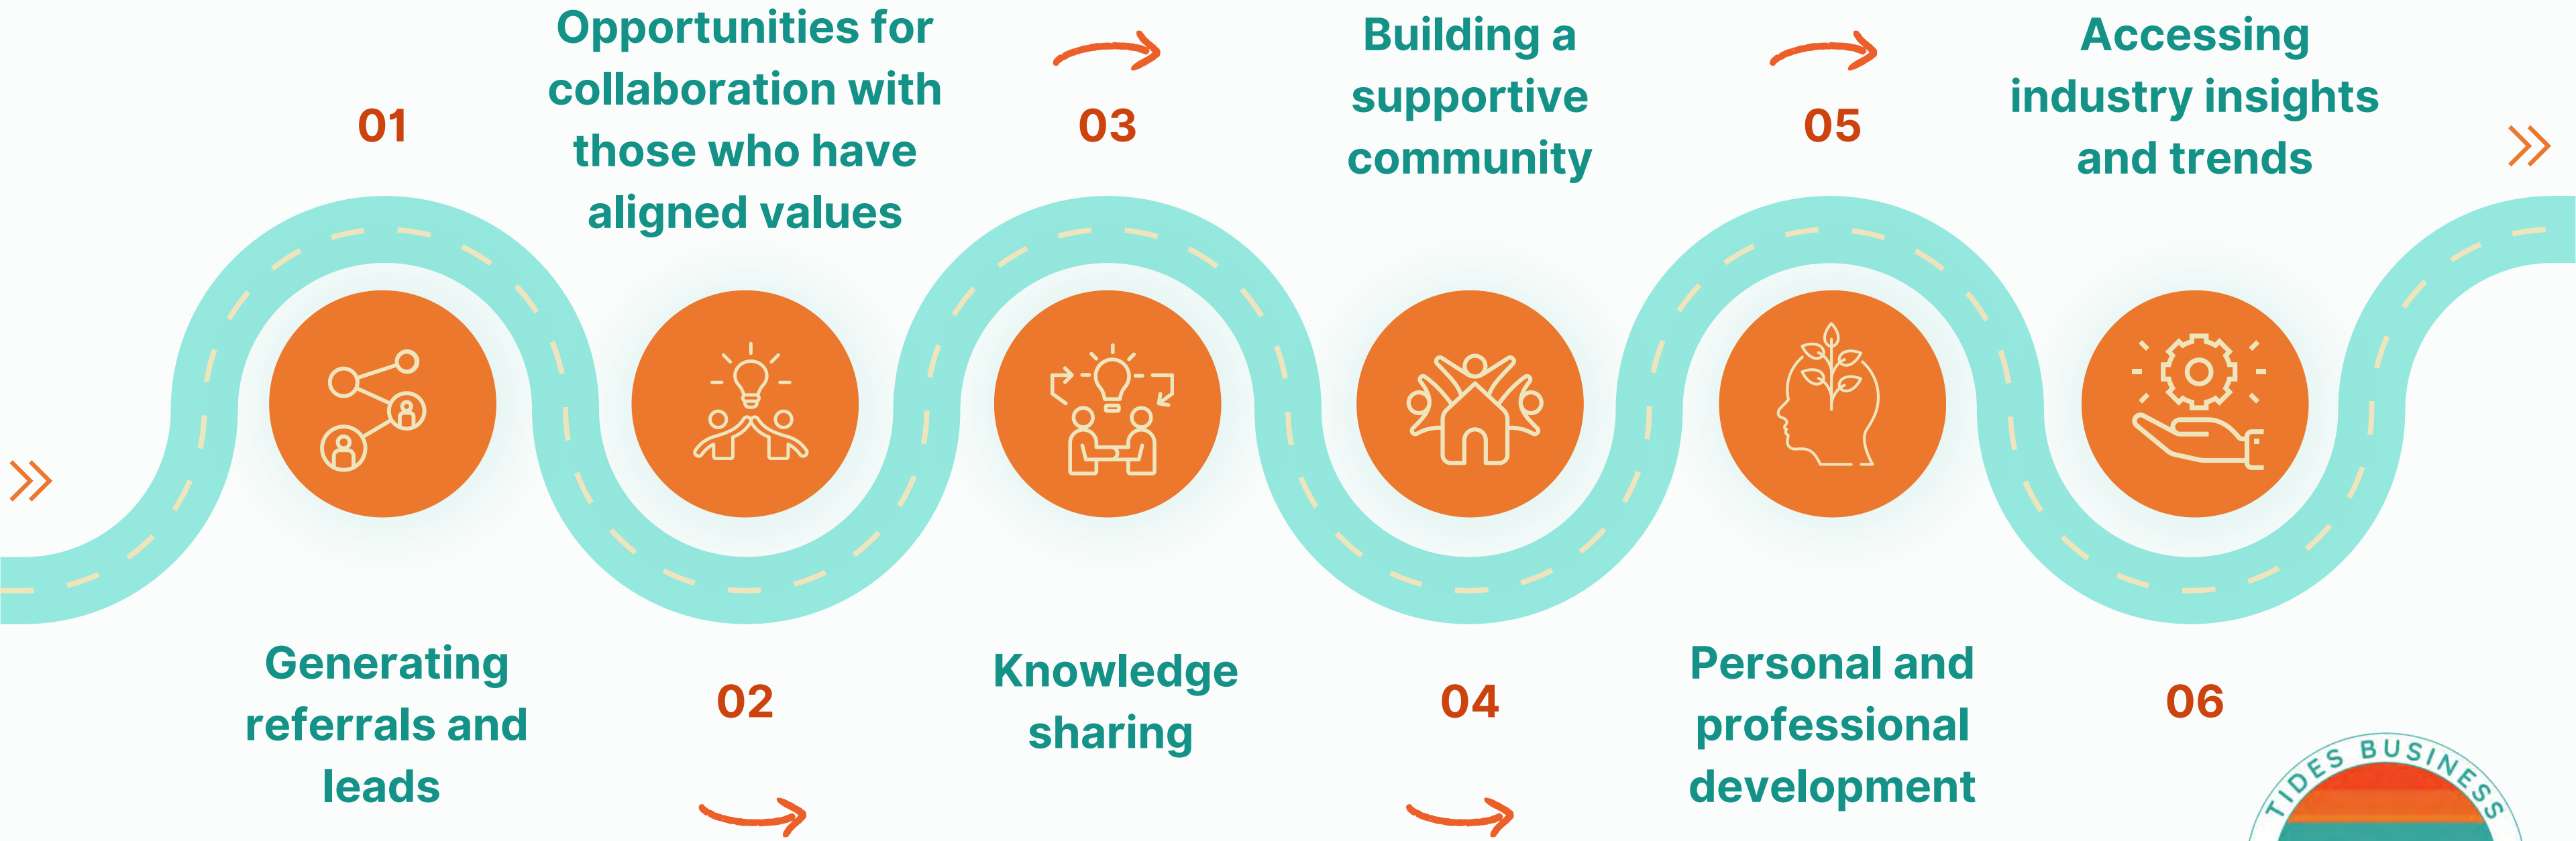 01
Generating
referrals and
leads
Opportunities for
collaboration with
those who have
aligned values
02
03
Knowledge
sharing
Building a
supportive
community
04
05
Personal and
professional
development
Accessing
industry insights
and trends
06
TIDES BUSINESS